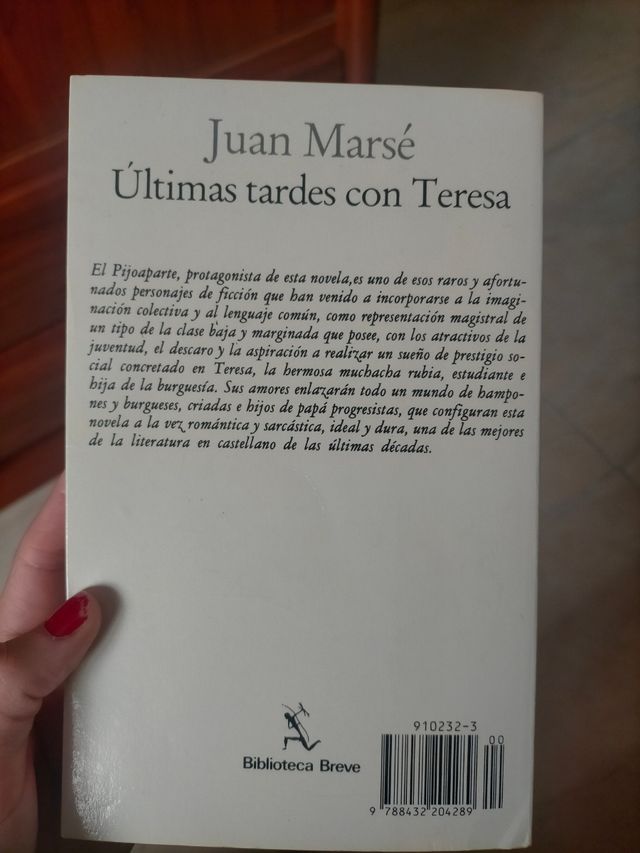 Juan Marsé
Últimas tardes con Teresa
El Pijoaparte, protagonista de esta novela,es uno de esos raros y afortu-
nados personajes de ficción que han venido a incorporarse a la imagi-
nación colectiva y al lenguaje común, como representación magistral de
un tipo de la clase baja y marginada que posee, con los atractivos de la
juventud, el descaro y la aspiración a realizar un sueño de prestigio so-
cial concretado en Teresa, la hermosa muchacha rubia, estudiante e
hija de la burguesía. Sus amores enlazarán todo un mundo de hampo-
nes y burgueses, criadas e hijos de papá progresistas, que configuran esta
novela a la vez romántica y sarcástica, ideal y dura, una de las mejores
de la literatura en castellano de las últimas décadas.
Biblioteca Breve
910232-3
00
9 788432 204289